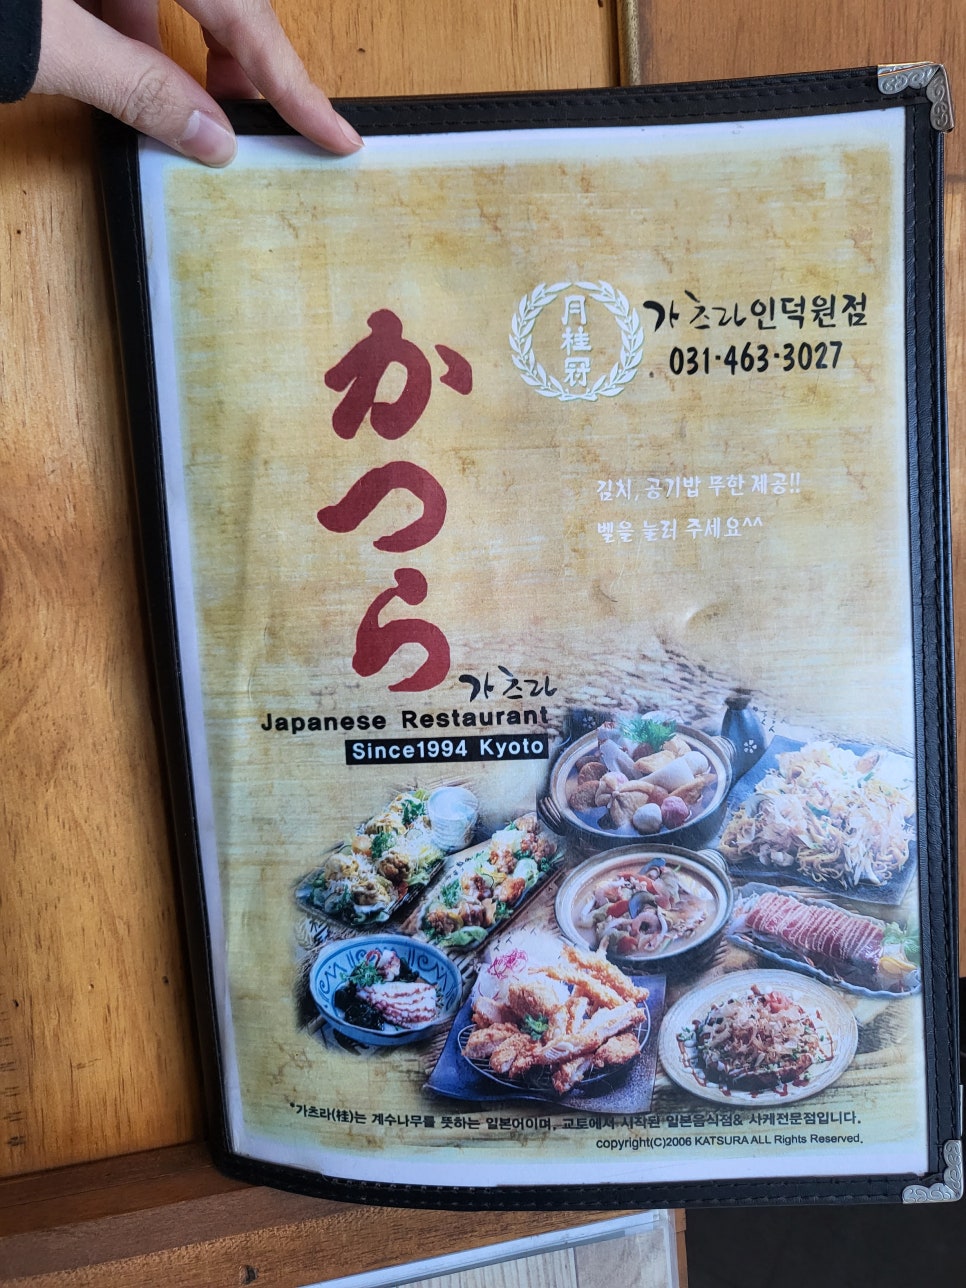 月
桂
冠
가츠라 인덕원점
031·463·3027
かつら
김치, 공기밥 무한 제공!!
벨을 눌러 주세요^^
가츠라
Japanese Restaurant
Since1994 Kyoto
*가츠라(桂)는 계수나무를 뜻하는 일본어이며, 교토에서 시작된 일본음식점& 사케전문점입니다.
copyright(C)2006 KATSURA ALL Rights Reserved.